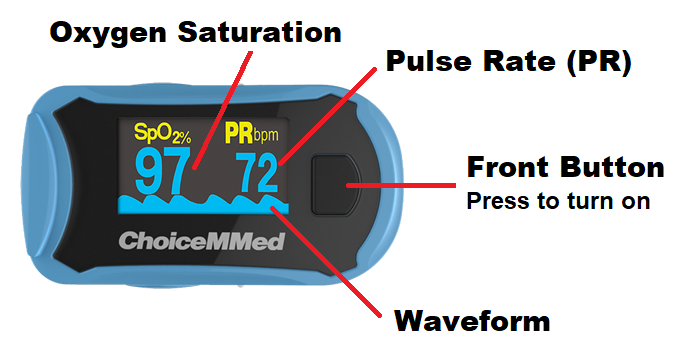 Oxygen Saturation
Pulse Rate (PR)
SpO2% PRbpm
97 72
Front Button
Press to turn on
ChoiceMMed
Waveform